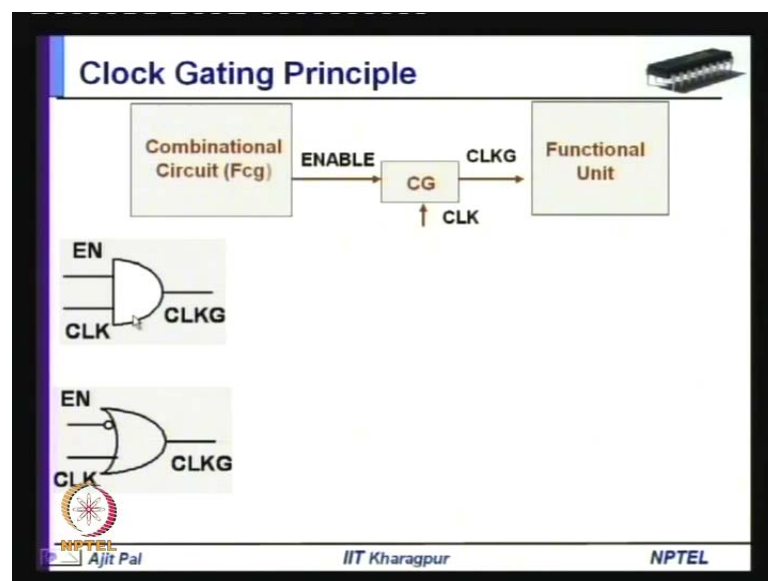 Clock Gating Principle
Combinational
Circuit (Fcg)
ENABLE
CG
CLKG
CLK
Functional
Unit
EN
CLK
CLKG
EN
CLK
CLKG
NPTEL
Ajit Pal
IIT Kharagpur
NPTEL